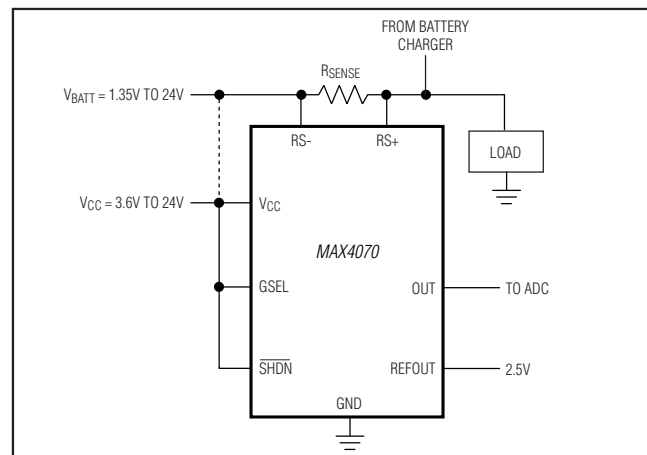 FROM BATTERY
CHARGER
RSENSE
VBATT = 1.35V TO 24V
RS-
RS+
LOAD
VCC = 3.6V TO 24V
VCC
MAX4070
GSEL
OUT
TO ADC
SHDN
REFOUT
2.5V
GND